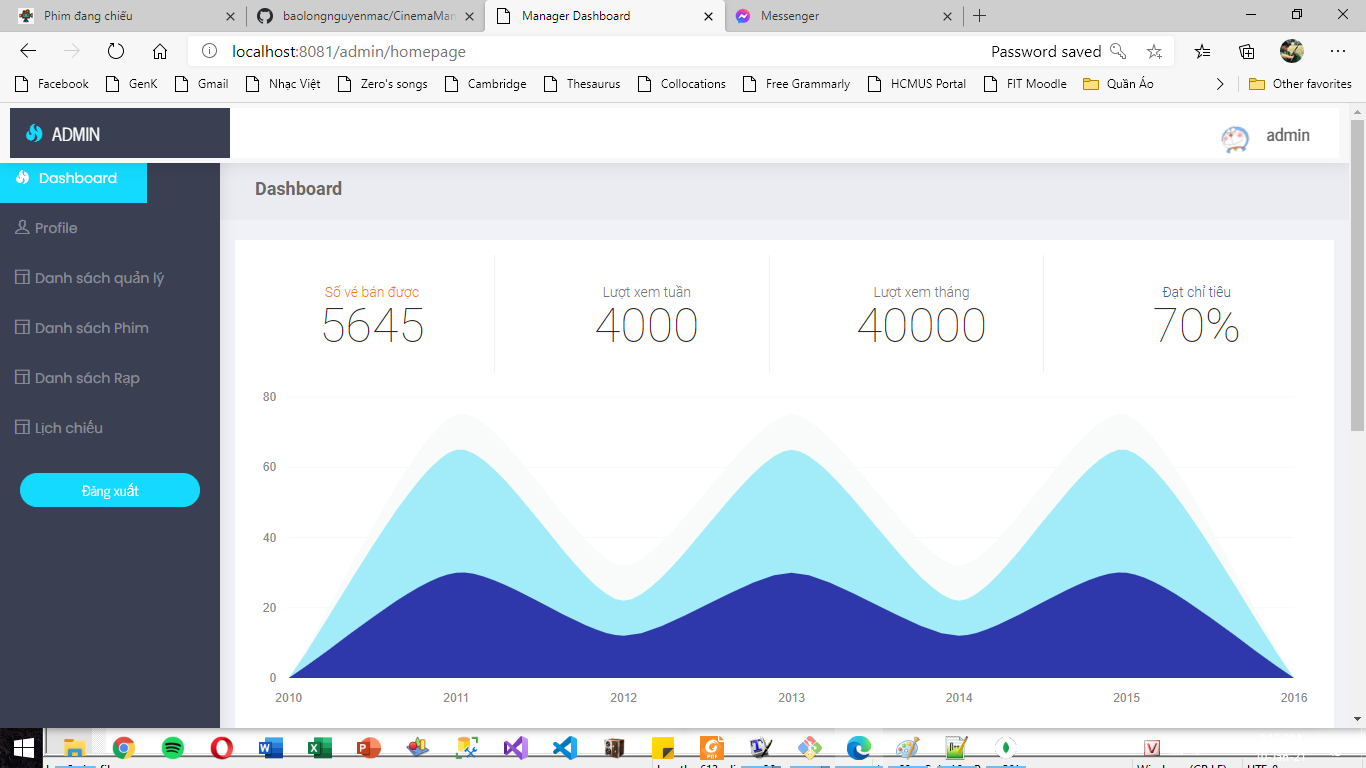 Phim đang chiếu
baolongnguyenmac/CinemaMan
Manager Dashboard
Messenger
localhost:8081/admin/homepage
Password saved
Facebook
GenK
Gmail
Nhạc Việt
Zero's songs
Cambridge
Thesaurus
Collocations
Free Grammarly
HCMUS Portal
FIT Moodle
Quần Áo
Other favorites
ADMIN
admin
Dashboard
Profile
Danh sách quản lý
Danh sách Phim
Danh sách Rạp
Lịch chiếu
Đăng xuất
Dashboard
Số vé bán được
5645
Lượt xem tuần
4000
Lượt xem tháng
40000
Đạt chỉ tiêu
70%
80
60
40
20
0
2010
2011
2012
2013
2014
2015
2016